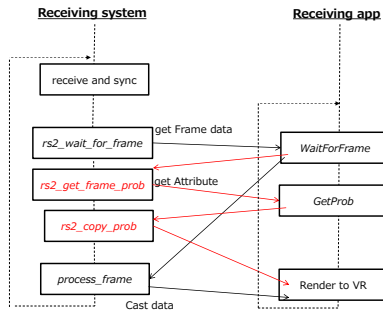 Receiving system
Receiving app
receive and sync
get Frame data
rs2_wait_for_frame
WaitForFrame
rs2_get_frame_prob
get Attribute
GetProb
rs2_copy_prob
process_frame
Render to VR
Cast data